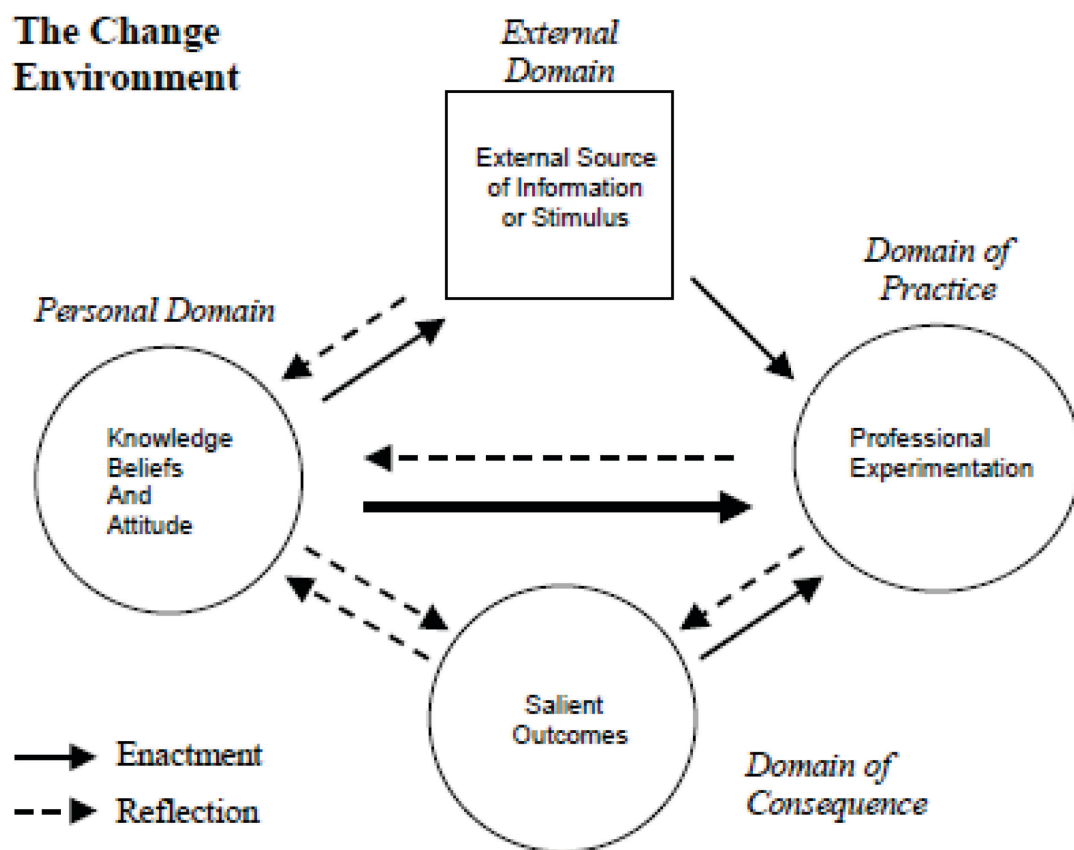 The Change
Environment
External
Domain
External Source
of Information
or Stimulus
Domain of
Practice
Personal Domain
Knowledge
Beliefs
And
Attitude
Professional
Experimentation
Salient
Outcomes
Enactment
Reflection
Domain of
Consequence